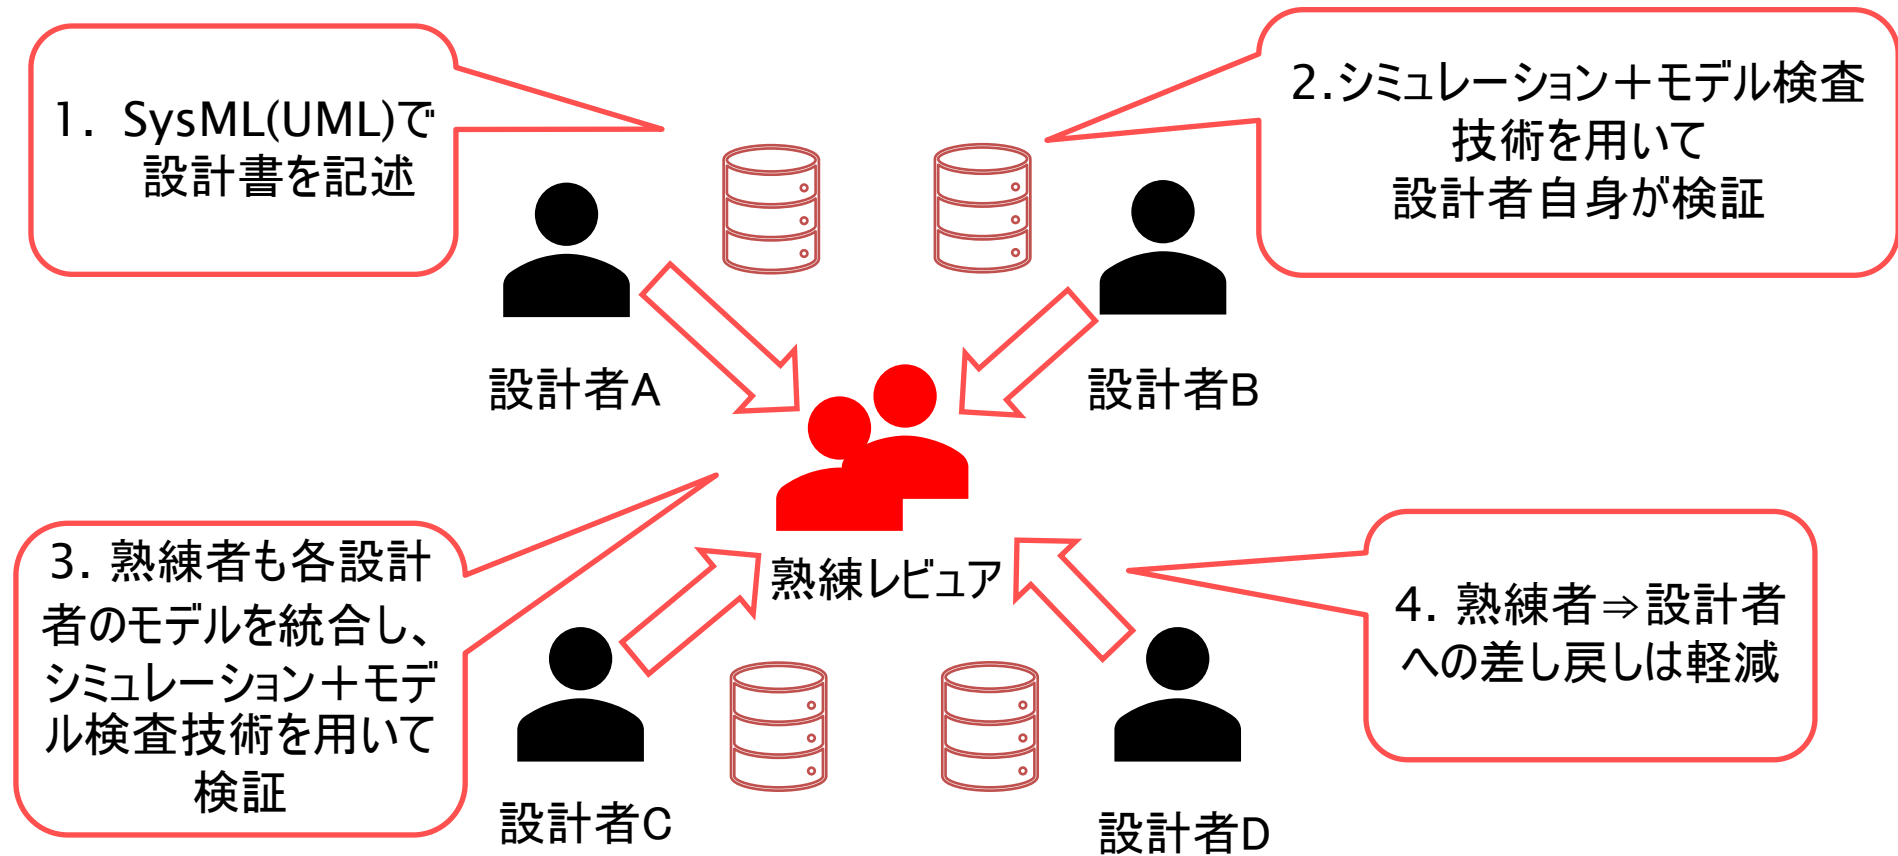 1. SysML(UML)で
設計書を記述
2.シミュレーション＋モデル検査
技術を用いて
設計者自身が検証
設計者A
設計者B
熟練レビュア
3. 熟練者も各設計
者のモデルを統合し、
シミュレーション＋モデ
ル検査技術を用いて
検証
4. 熟練者⇒設計者
への差し戻しは軽減
設計者C
設計者D